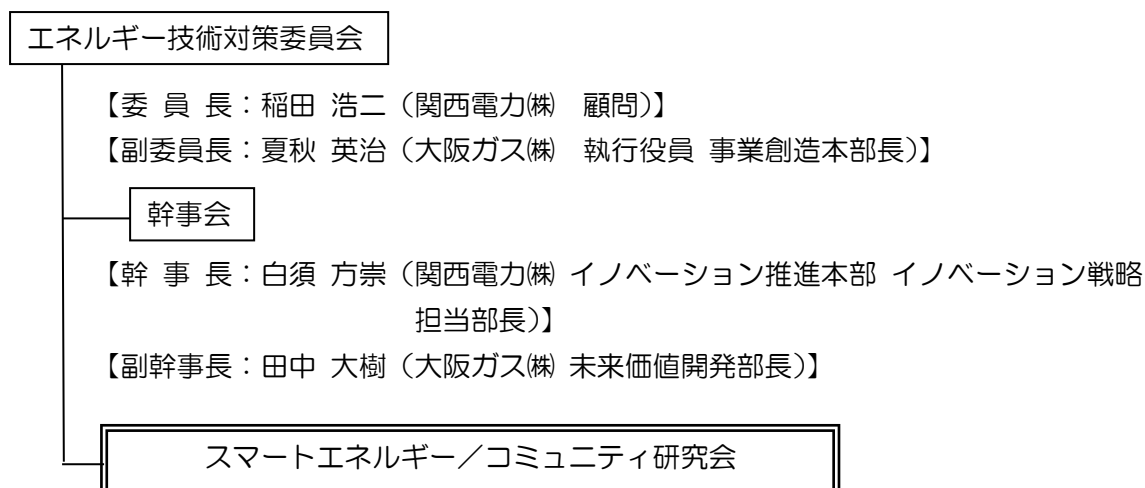 エネルギー技術対策委員会
【委 員 長：稲田 浩二（関西電力㈱　顧問）】
【副委員長：夏秋 英治（大阪ガス㈱　執行役員 事業創造本部長）】
幹事会
【幹 事 長：白須 方崇（関西電力㈱ イノベーション推進本部 イノベーション戦略
担当部長）】
【副幹事長：田中 大樹（大阪ガス㈱ 未来価値開発部長）】
スマートエネルギー／コミュニティ研究会